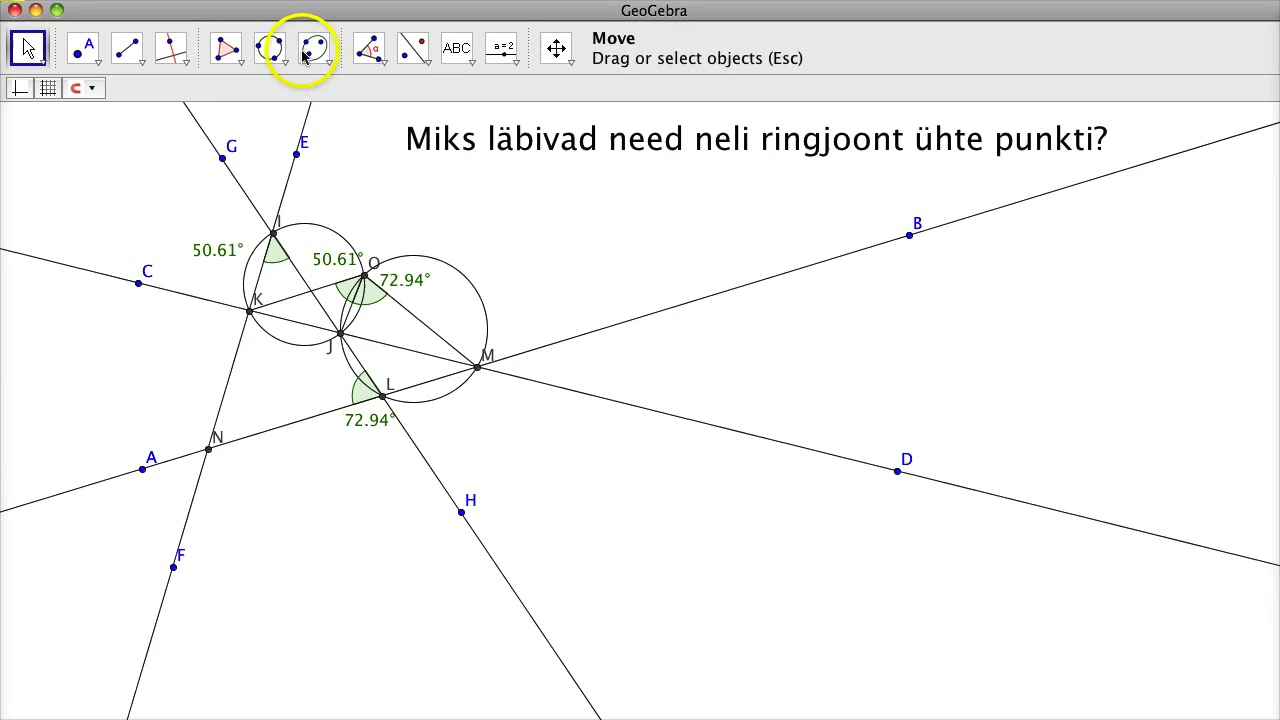 GeoGebra
A
α
ABC
a=2
Move
Drag or select objects (Esc)
Miks läbivad need neli ringjoont ühte punkti?
G
E
I
B
50.61°
50.61°
O
C
72.94°
K
J
M
L
72.94°
N
A
D
H
F